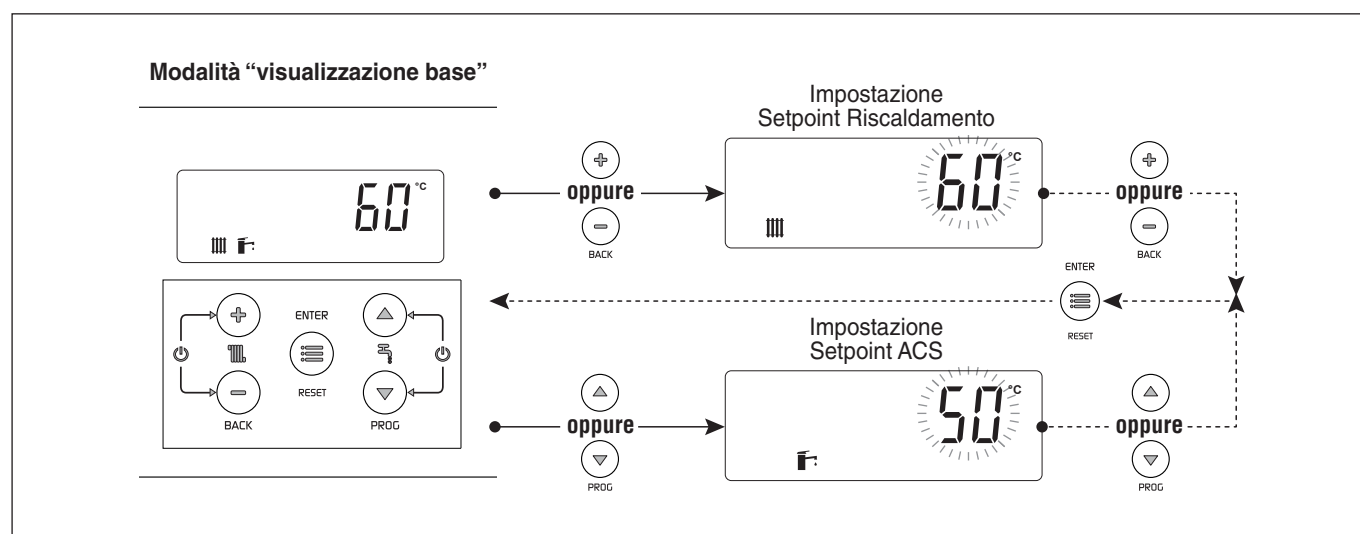 Modalità “visualizzazione base”
60 °C
ENTER
RESET
BACK
PROG
oppure
BACK
Impostazione
Setpoint Riscaldamento
60 °C
oppure
BACK
ENTER
RESET
oppure
PROG
Impostazione
Setpoint ACS
50 °C
oppure
PROG